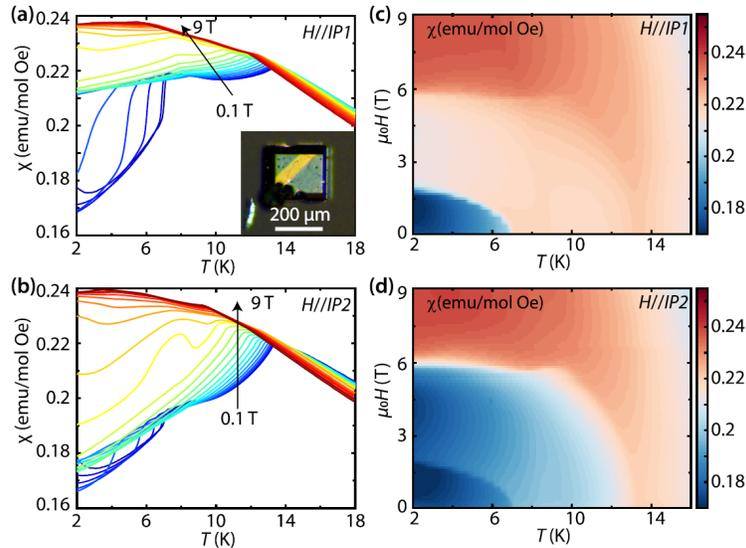 (a)
0.24
0.22
0.2
0.18
0.16
χ (emu/mol Oe)
9 T
H//IP1
0.1 T
200 μm
2 6 10 14 18
T (K)
(b)
0.24
0.22
0.2
0.18
0.16
χ (emu/mol Oe)
9 T
H//IP2
0.1 T
2 6 10 14 18
T (K)
(c)
9
6
3
0
μ₀H (T)
χ(emu/mol Oe)
H//IP1
2 6 10 14
T (K)
0.24
0.22
0.2
0.18
(d)
9
6
3
0
μ₀H (T)
χ(emu/mol Oe)
H//IP2
2 6 10 14
T (K)
0.24
0.22
0.2
0.18